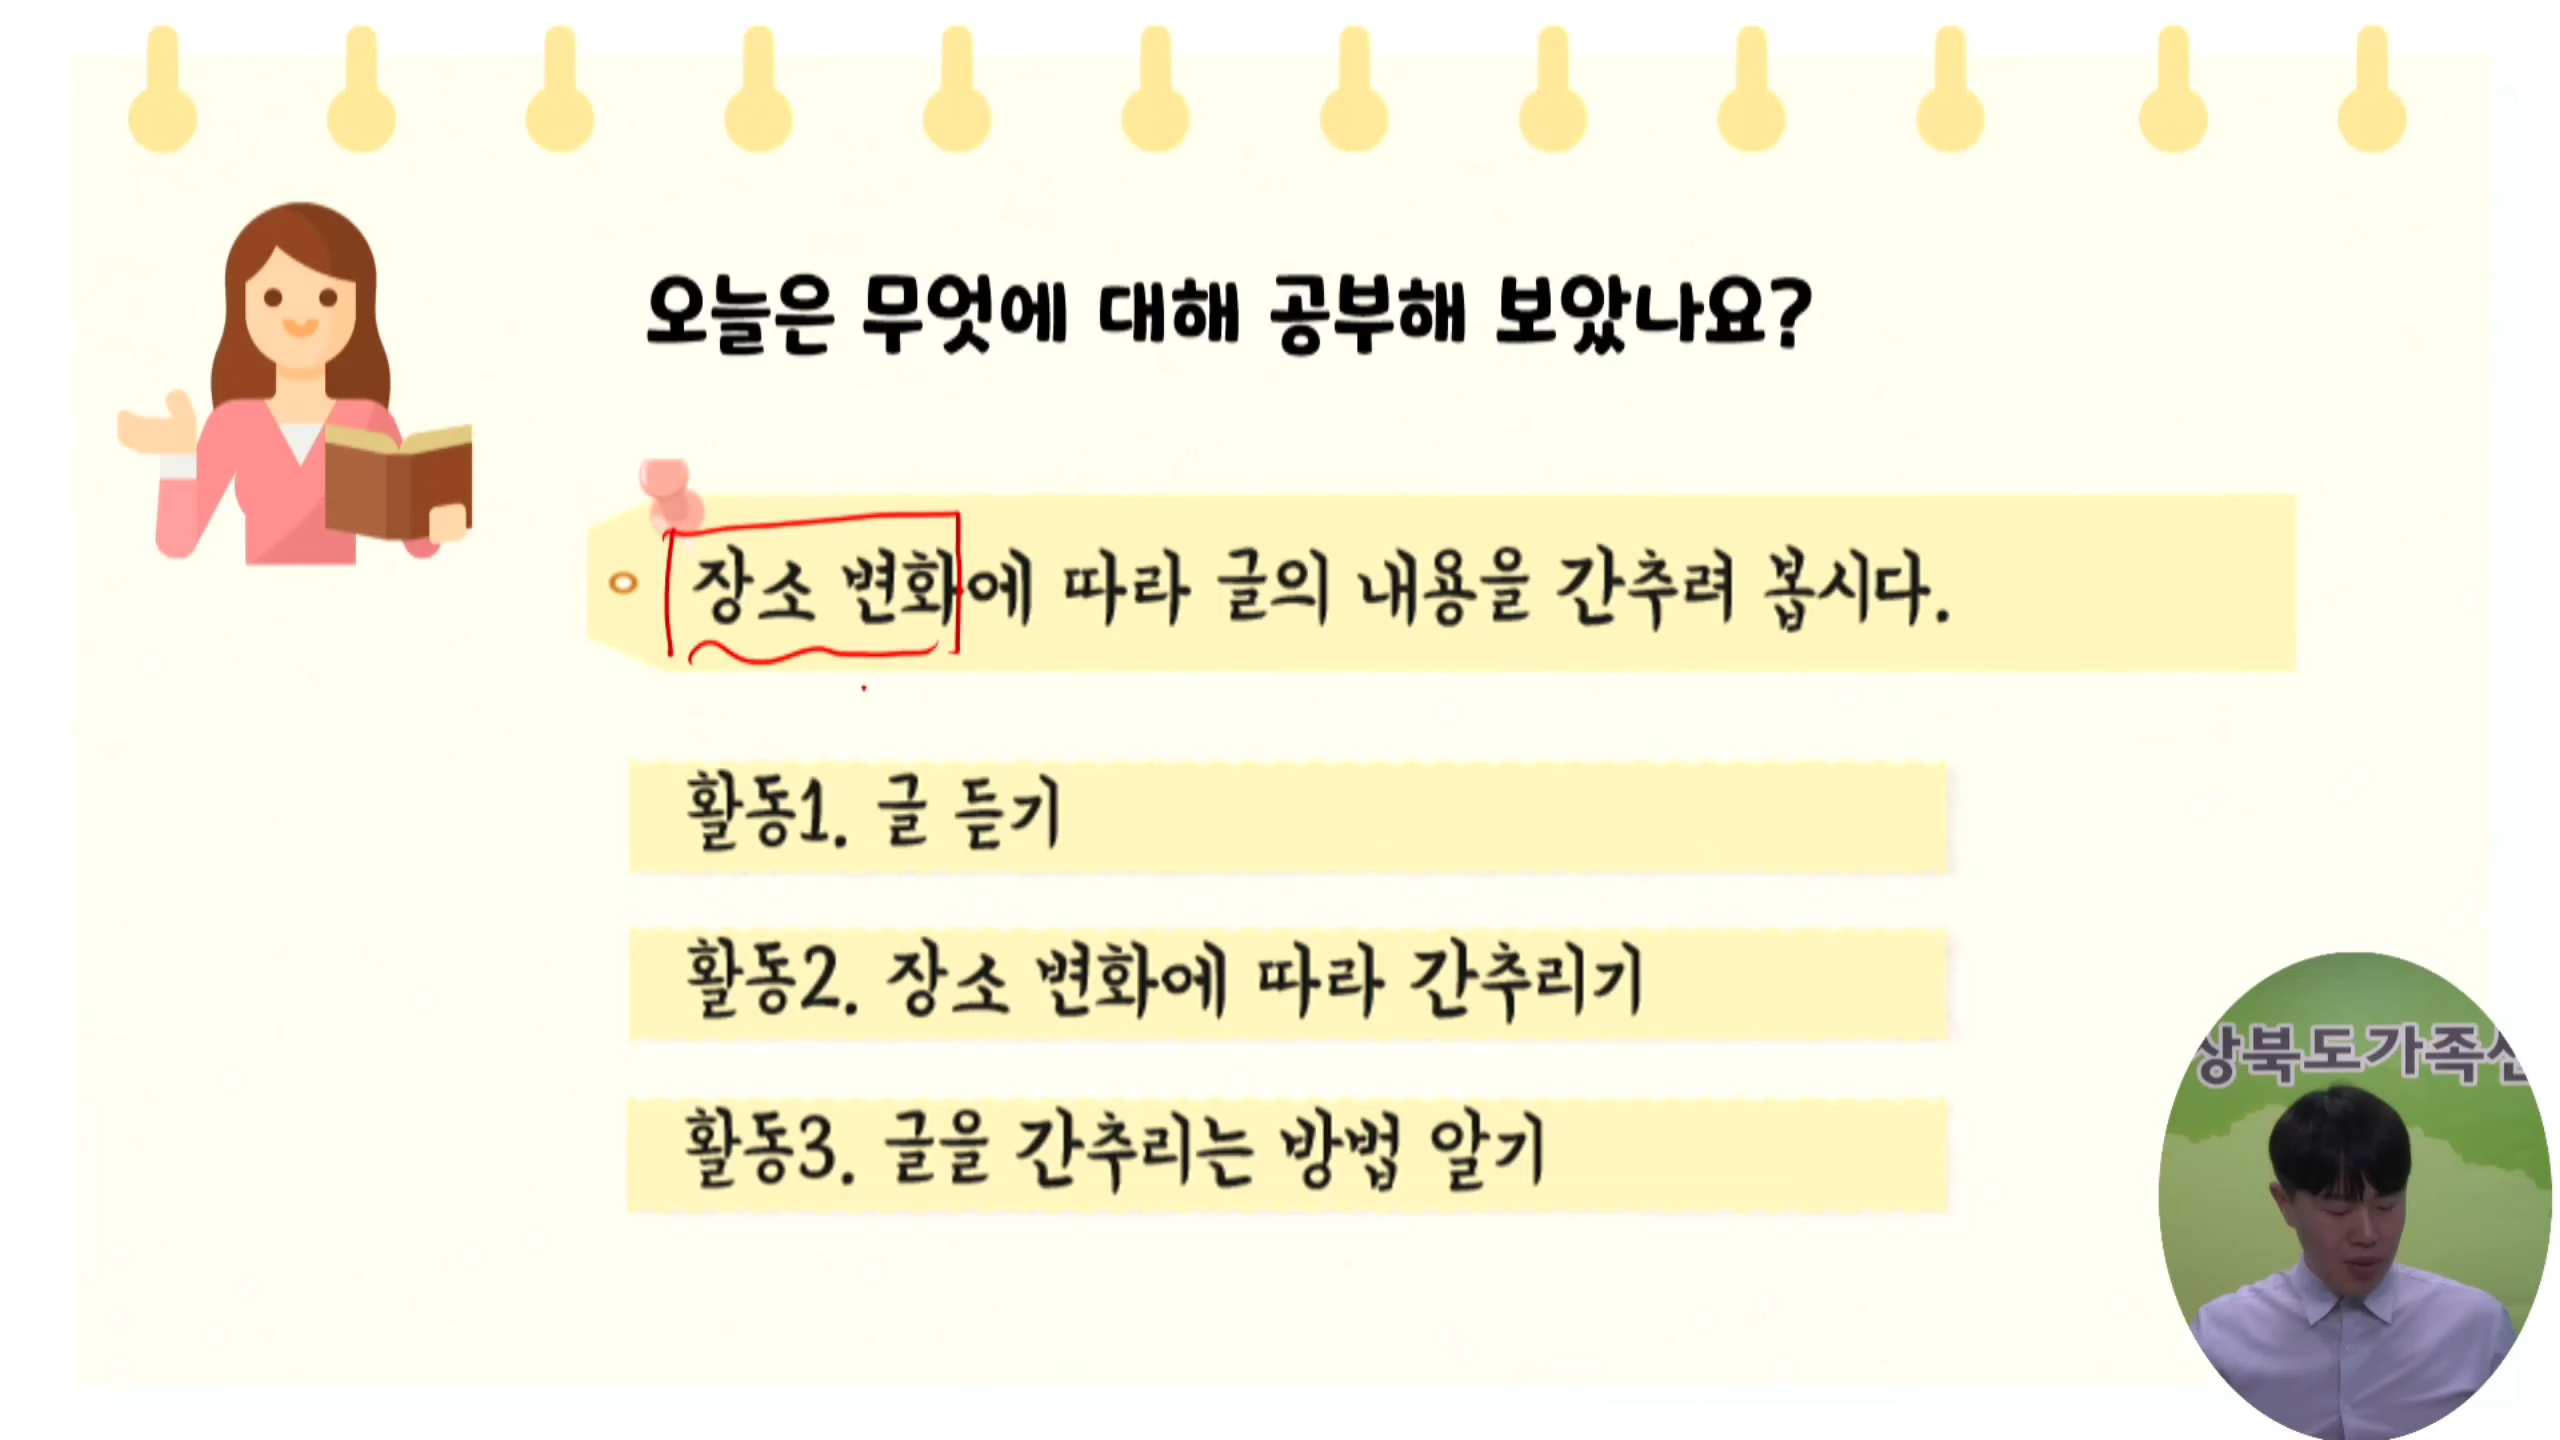 오늘은 무엇에 대해 공부해 보았나요?
장소 변화에 따라 글의 내용을 간추려 봅시다.
활동1. 글 듣기
활동2. 장소 변화에 따라 간추리기
활동3. 글을 간추리는 방법 알기
상북도가족센